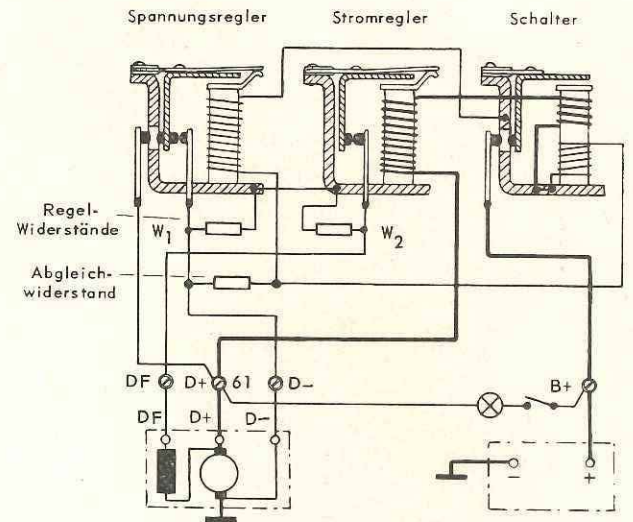 Spannungsregler Stromregler Schalter
Regel-
Widerstände
W1 W2
Abgleich-
widerstand
DF D+ 61 D- B+
DF D+ D-
- +